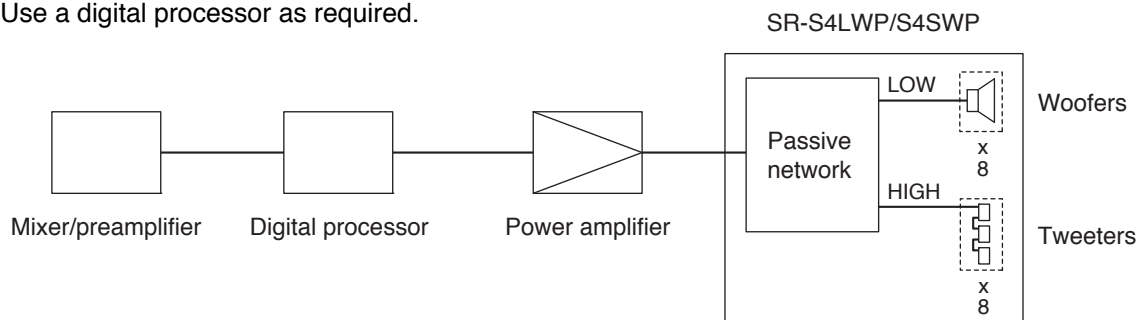 Use a digital processor as required.
SR-S4LWP/S4SWP
LOW
Woofers
x
8
Passive
network
HIGH
Mixer/preamplifier
Digital processor
Power amplifier
Tweeters
x
8